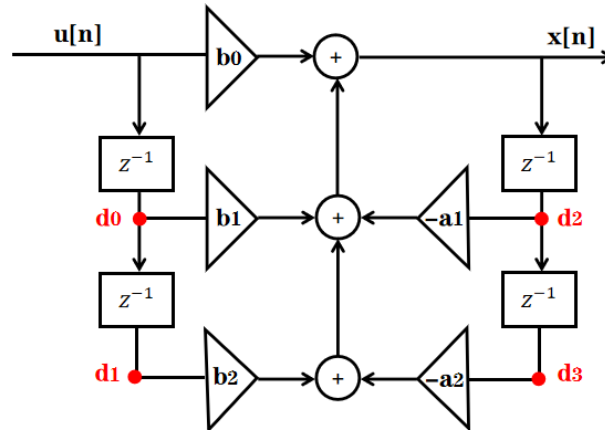 u[n] b0 + x[n]
z⁻¹ z⁻¹
d0 b1 + -a1 d2
z⁻¹ z⁻¹
d1 b2 + -a2 d3